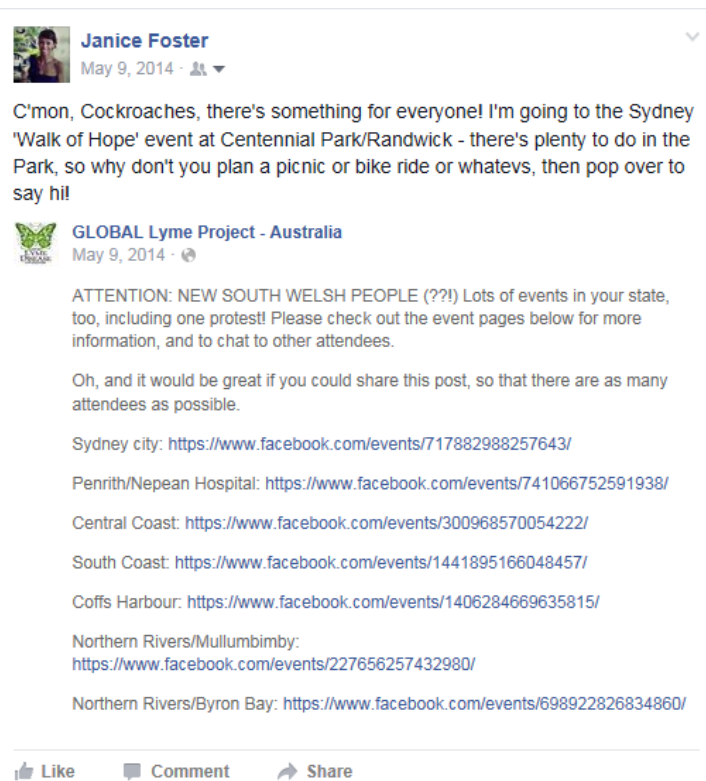 Janice Foster
May 9, 2014 ·
C'mon, Cockroaches, there's something for everyone! I'm going to the Sydney
'Walk of Hope' event at Centennial Park/Randwick - there's plenty to do in the
Park, so why don't you plan a picnic or bike ride or whatevs, then pop over to
say hi!
GLOBAL Lyme Project - Australia
May 9, 2014 ·
LYME
DISEASE
ATTENTION: NEW SOUTH WELSH PEOPLE (??!) Lots of events in your state,
too, including one protest! Please check out the event pages below for more
information, and to chat to other attendees.
Oh, and it would be great if you could share this post, so that there are as many
attendees as possible.
Sydney city: https://www.facebook.com/events/717882988257643/
Penrith/Nepean Hospital: https://www.facebook.com/events/741066752591938/
Central Coast: https://www.facebook.com/events/300968570054222/
South Coast: https://www.facebook.com/events/1441895166048457/
Coffs Harbour: https://www.facebook.com/events/1406284669635815/
Northern Rivers/Mullumbimby:
https://www.facebook.com/events/227656257432980/
Northern Rivers/Byron Bay: https://www.facebook.com/events/698922826834860/
Like Comment Share